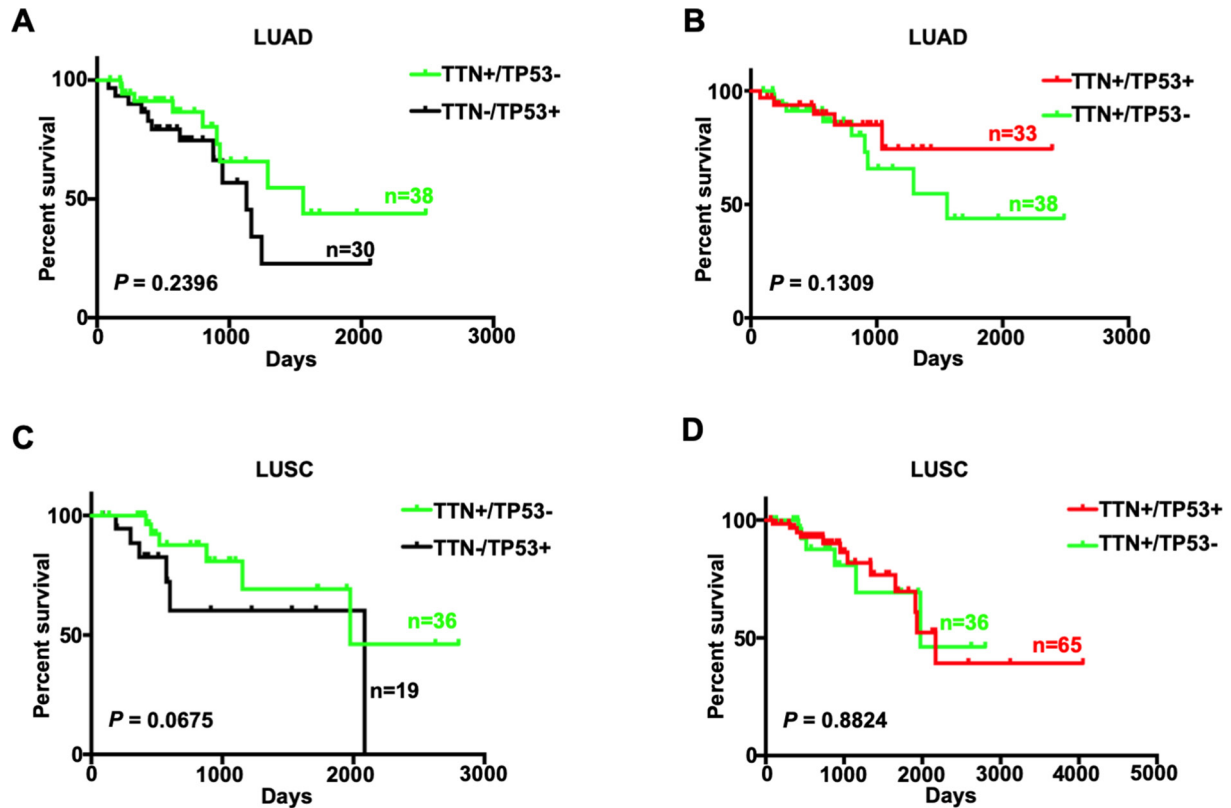 A
LUAD
TTN+/TP53-
TTN-/TP53+
Percent survival
100
50
0
n=38
n=30
P = 0.2396
0 1000 2000 3000
Days
B
LUAD
TTN+/TP53+
TTN+/TP53-
Percent survival
100
50
0
n=33
n=38
P = 0.1309
0 1000 2000 3000
Days
C
LUSC
TTN+/TP53-
TTN-/TP53+
Percent survival
100
50
0
n=36
n=19
P = 0.0675
0 1000 2000 3000
Days
D
LUSC
TTN+/TP53+
TTN+/TP53-
Percent survival
100
50
0
n=36
n=65
P = 0.8824
0 1000 2000 3000 4000 5000
Days